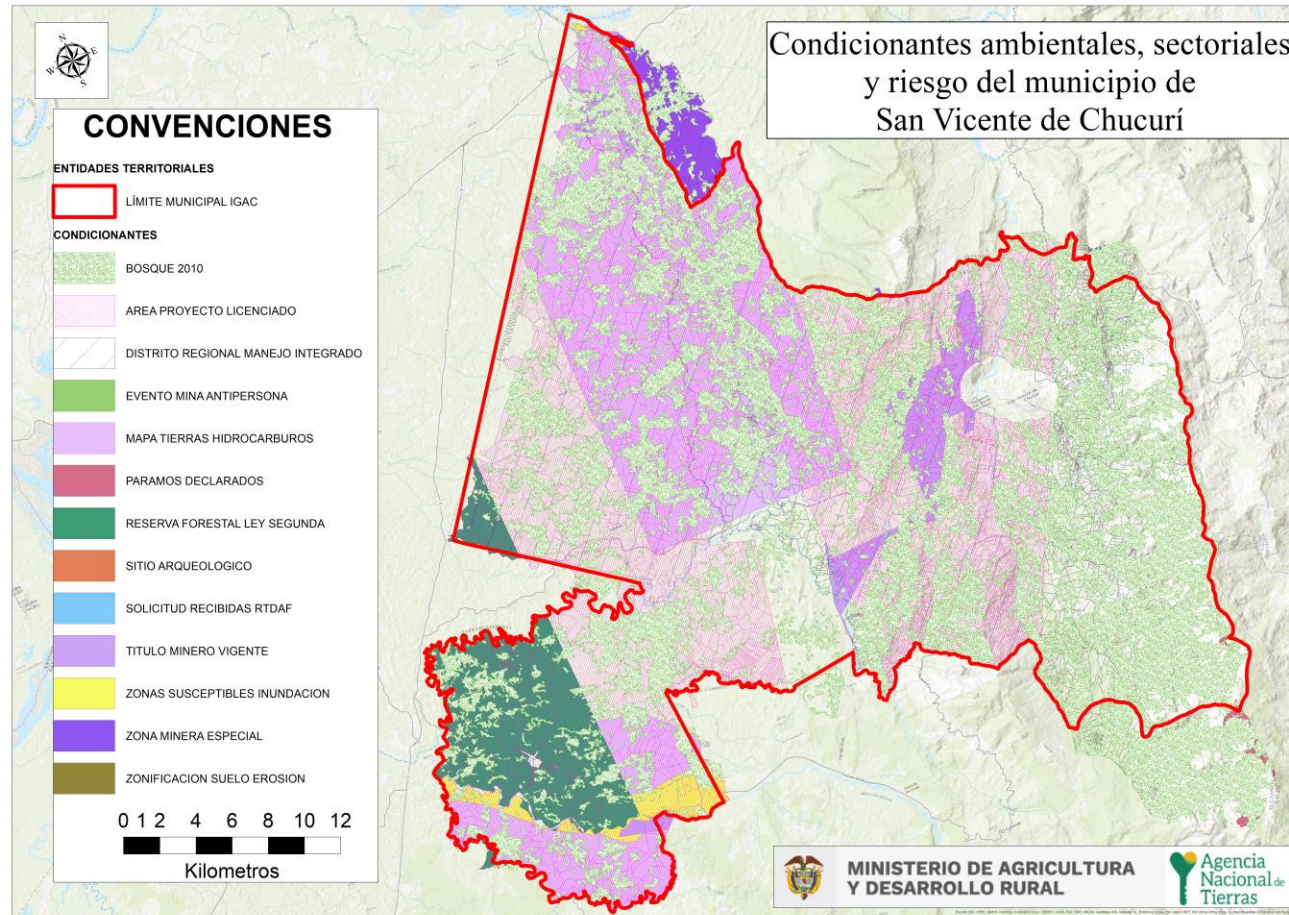 Condicionantes ambientales, sectoriales
y riesgo del municipio de
San Vicente de Chucurí
N
E
W
S
CONVENCIONES
ENTIDADES TERRITORIALES
LÍMITE MUNICIPAL IGAC
CONDICIONANTES
BOSQUE 2010
AREA PROYECTO LICENCIADO
DISTRITO REGIONAL MANEJO INTEGRADO
EVENTO MINA ANTIPERSONA
MAPA TIERRAS HIDROCARBUROS
PARAMOS DECLARADOS
RESERVA FORESTAL LEY SEGUNDA
SITIO ARQUEOLOGICO
SOLICITUD RECIBIDAS RTDAF
TITULO MINERO VIGENTE
ZONAS SUSCEPTIBLES INUNDACION
ZONA MINERA ESPECIAL
ZONIFICACION SUELO EROSION
0 1 2 4 6 8 10 12
Kilometros
MINISTERIO DE AGRICULTURA
Y DESARROLLO RURAL
Agencia
Nacional de
Tierras